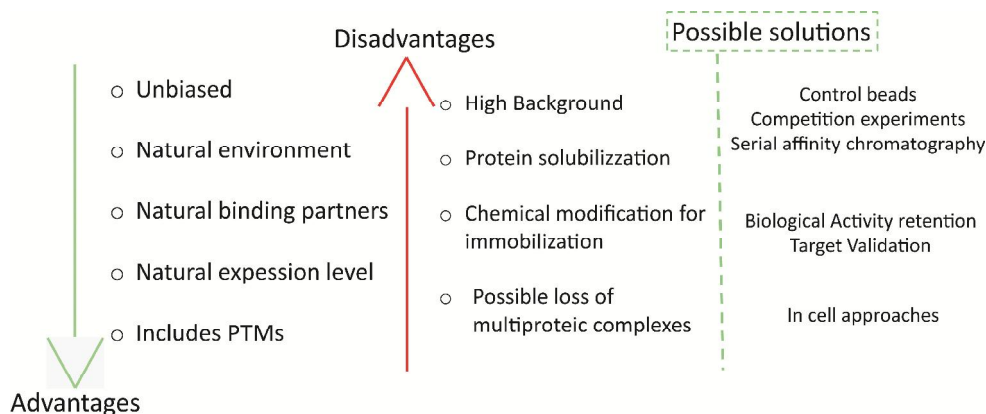 Disadvantages
Possible solutions
Unbiased
Natural environment
Natural binding partners
Natural expession level
Includes PTMs
Advantages
High Background
Protein solubilizzation
Chemical modification for
immobilization
Possible loss of
multiproteic complexes
Control beads
Competition experiments
Serial affinity chromatography
Biological Activity retention
Target Validation
In cell approaches